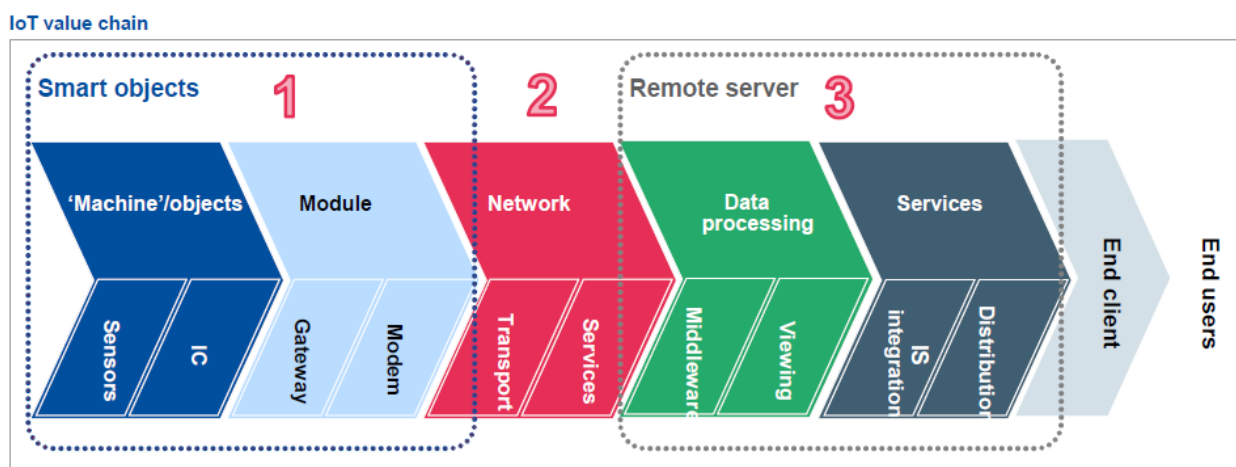 IoT value chain
Smart objects
1
2
Remote server
3
‘Machine’/objects
Module
Network
Data
processing
Services
Sensors
IC
Gateway
Modem
Transport
Services
Middleware
Viewing
IS
integration
Distribution
End client
End users